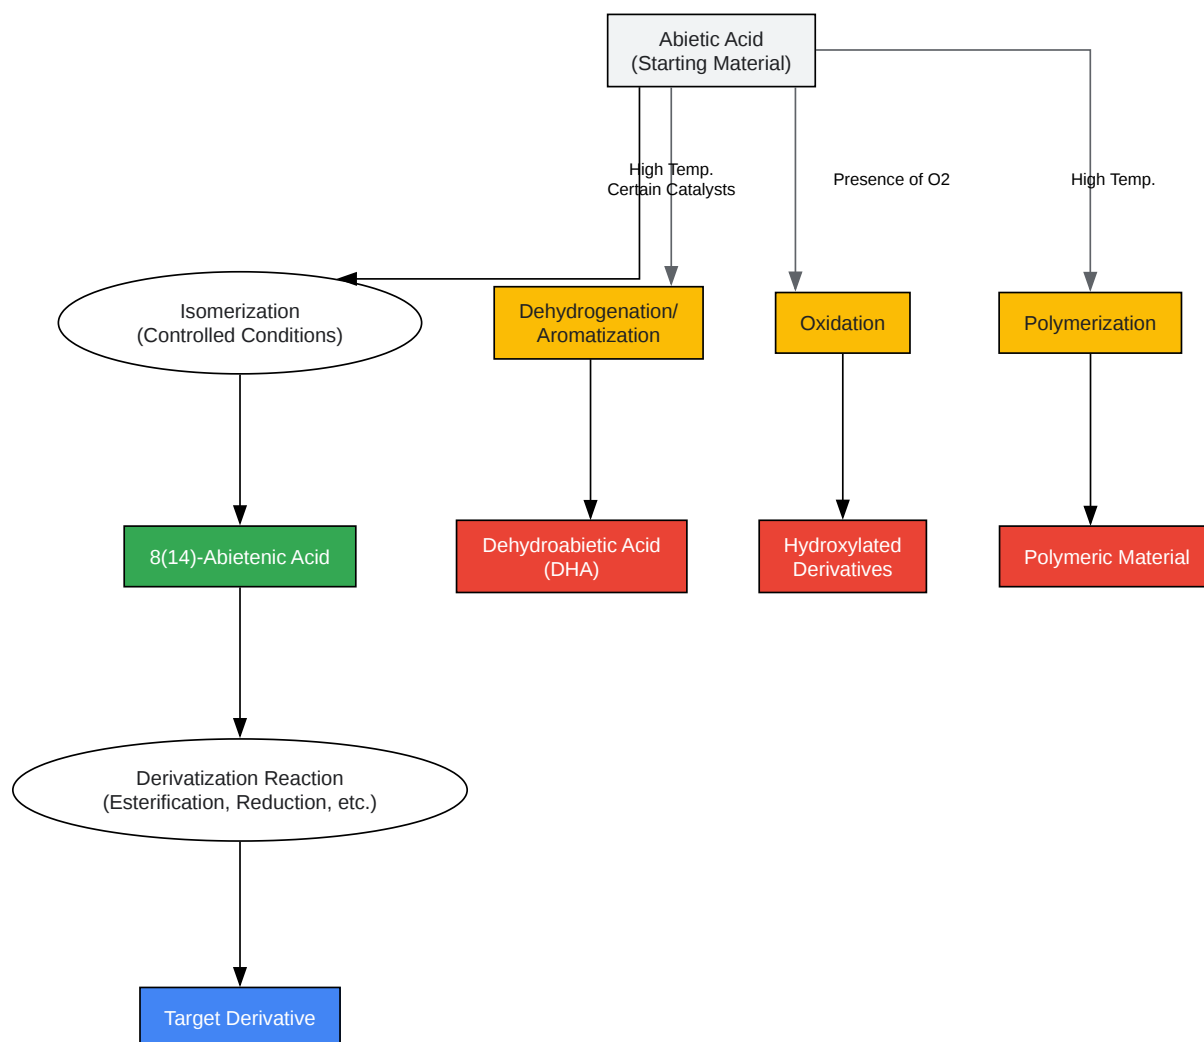 Abietic Acid
(Starting Material)
High Temp.
Certain Catalysts
Presence of O2
High Temp.
Isomerization
(Controlled Conditions)
Dehydrogenation/
Aromatization
Oxidation
Polymerization
8(14)-Abietenic Acid
Dehydroabietic Acid
(DHA)
Hydroxylated
Derivatives
Polymeric Material
Derivatization Reaction
(Esterification, Reduction, etc.)
Target Derivative